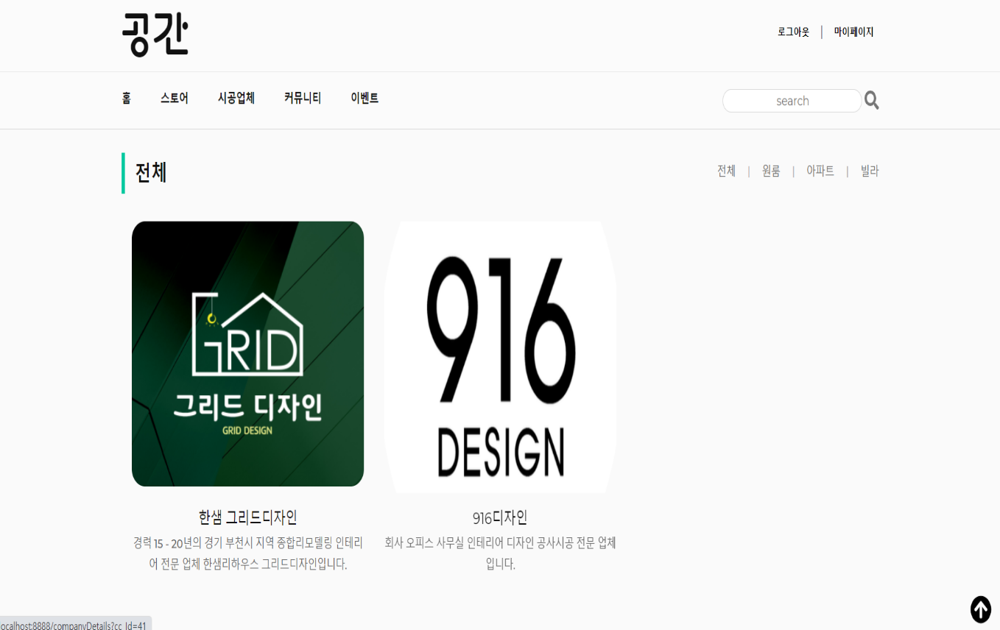 공간
로그아웃 | 마이페이지
홈 스토어 시공업체 커뮤니티 이벤트
search
전체
전체 | 원룸 | 아파트 | 빌라
GRID
그리드 디자인
GRID DESIGN
916
DESIGN
한샘 그리드디자인
경력 15 - 20년의 경기 부천시 지역 종합리모델링 인테리
어 전문 업체 한샘리하우스 그리드디자인입니다.
916디자인
회사 오피스 사무실 인테리어 디자인 공사시공 전문 업체
입니다.
localhost:8888/companyDetails?cc_Id=41